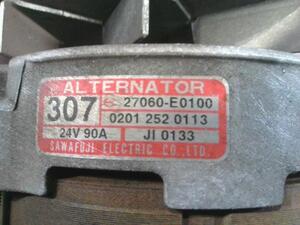 ALTERNATOR
307
27060-E0100
0201 252 0113
24V 90A
JI 0133
SAWAFUJI ELECTRIC CO.,LTD.